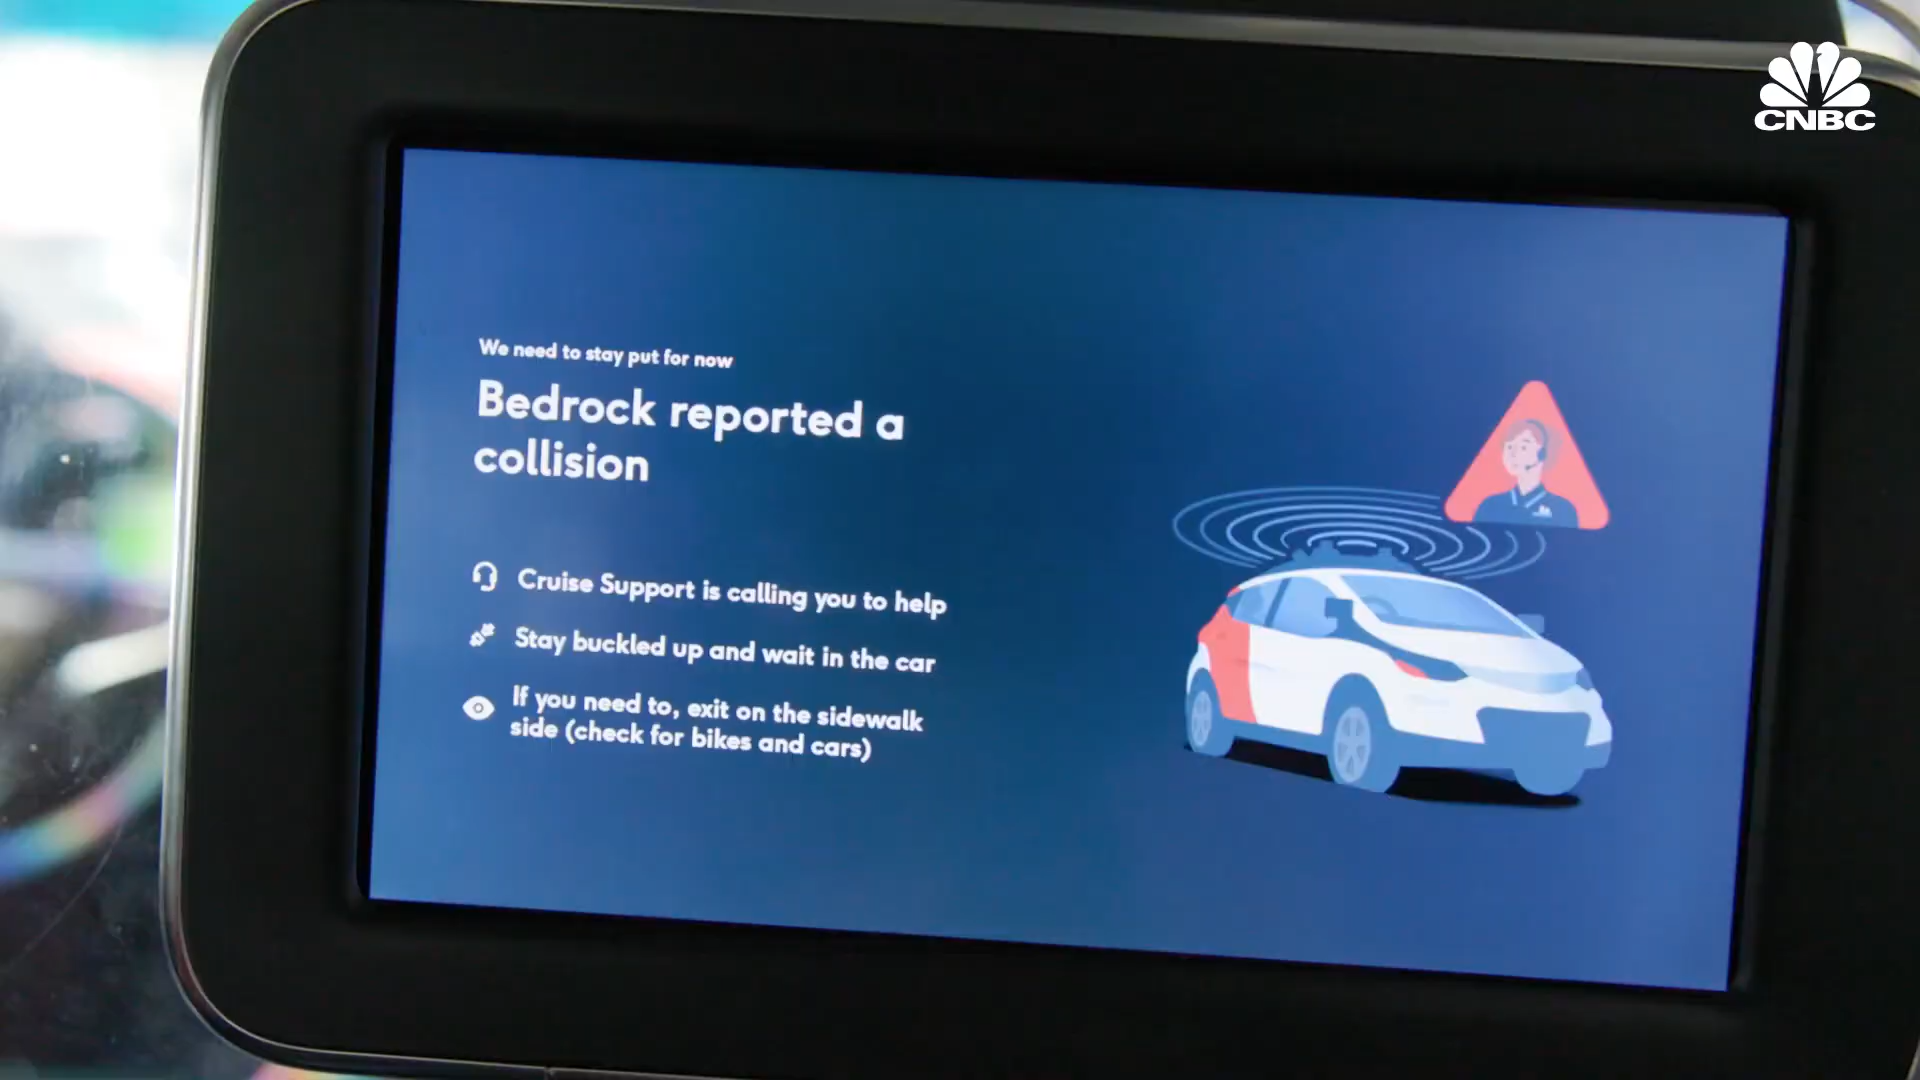 CNBC
We need to stay put for now
Bedrock reported a
collision
Cruise Support is calling you to help
Stay buckled up and wait in the car
If you need to, exit on the sidewalk
side (check for bikes and cars)